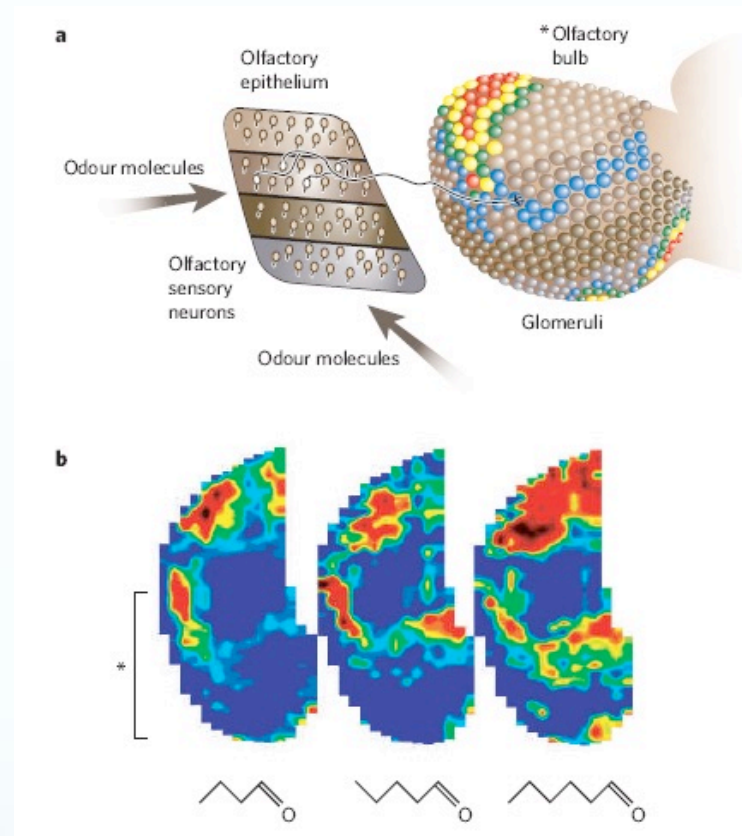 a
* Olfactory
bulb
Olfactory
epithelium
Odour molecules
Olfactory
sensory
neurons
Glomeruli
Odour molecules
b
*
O
O
O